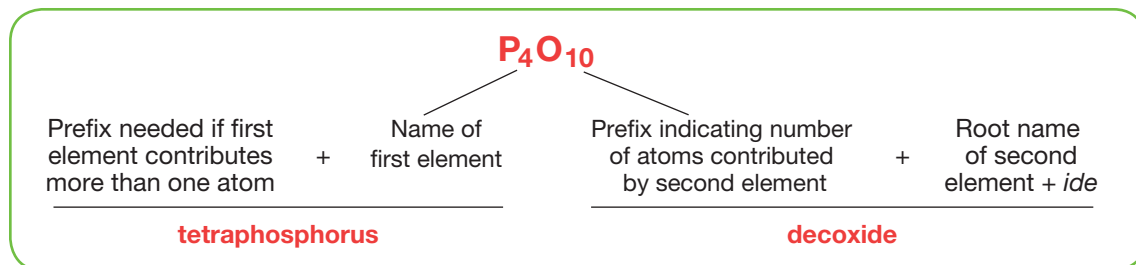 P₄O₁₀
Prefix needed if first
element contributes
more than one atom
+
Name of
first element
Prefix indicating number
of atoms contributed
by second element
+
Root name
of second
element + ide
tetraphosphorus
decoxide